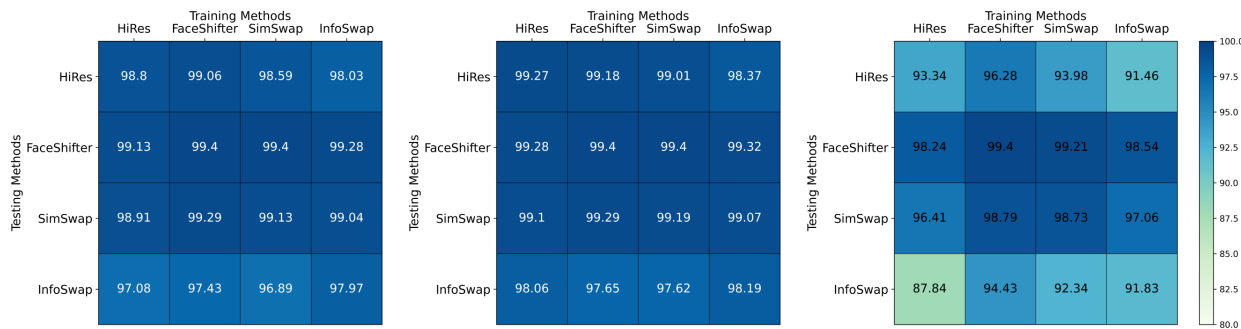 Training Methods
HiRes FaceShifter SimSwap InfoSwap
Testing Methods
HiRes 98.8 99.06 98.59 98.03
FaceShifter 99.13 99.4 99.4 99.28
SimSwap 98.91 99.29 99.13 99.04
InfoSwap 97.08 97.43 96.89 97.97
Training Methods
HiRes FaceShifter SimSwap InfoSwap
Testing Methods
HiRes 99.27 99.18 99.01 98.37
FaceShifter 99.28 99.4 99.4 99.32
SimSwap 99.1 99.29 99.19 99.07
InfoSwap 98.06 97.65 97.62 98.19
Training Methods
HiRes FaceShifter SimSwap InfoSwap
Testing Methods
HiRes 93.34 96.28 93.98 91.46
FaceShifter 98.24 99.4 99.21 98.54
SimSwap 96.41 98.79 98.73 97.06
InfoSwap 87.84 94.43 92.34 91.83
100.0
97.5
95.0
92.5
90.0
87.5
85.0
82.5
80.0